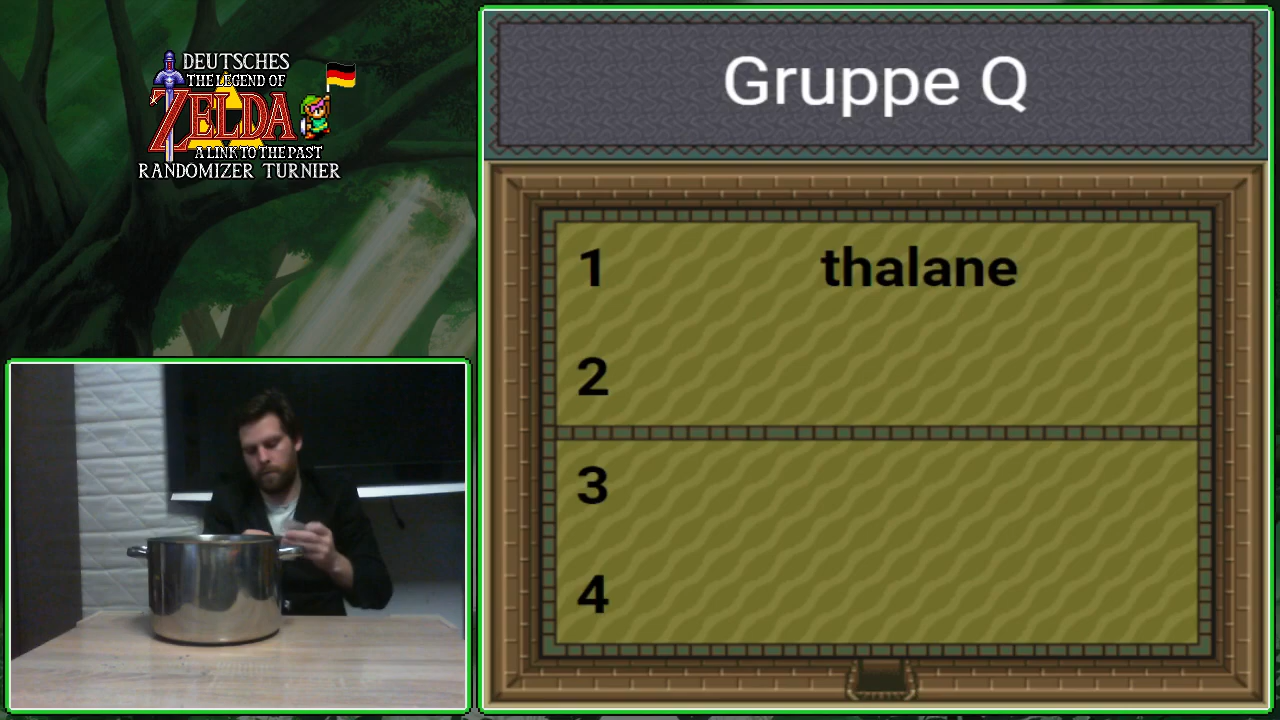 DEUTSCHES
THE LEGEND OF
ZELDA
A LINK TO THE PAST
RANDOMIZER TURNIER
Gruppe Q
1 thalane
2
3
4